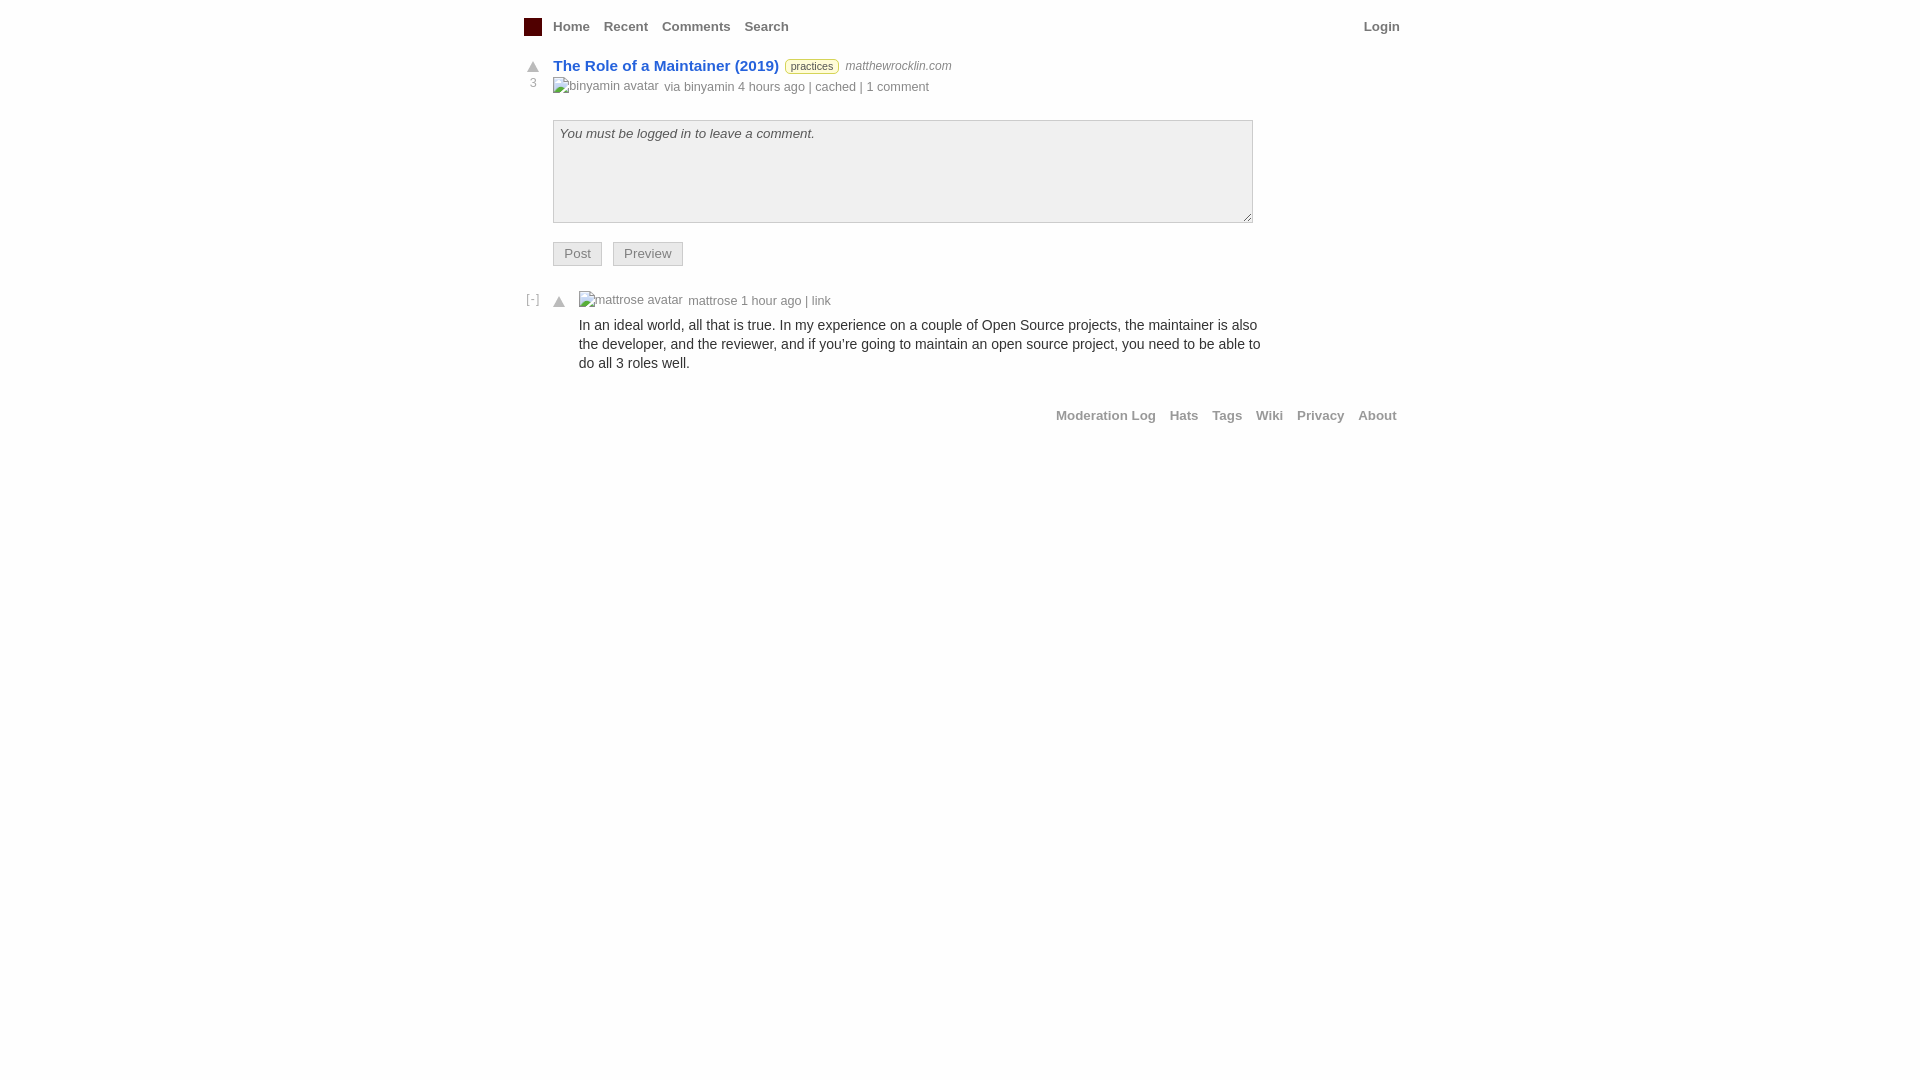 Home Recent Comments Search Login
The Role of a Maintainer (2019) practices matthewrocklin.com
3
binyamin avatar via binyamin 4 hours ago | cached | 1 comment
You must be logged in to leave a comment.
Post Preview
[-] mattrose avatar mattrose 1 hour ago | link
In an ideal world, all that is true. In my experience on a couple of Open Source projects, the maintainer is also
the developer, and the reviewer, and if you’re going to maintain an open source project, you need to be able to
do all 3 roles well.
Moderation Log Hats Tags Wiki Privacy About